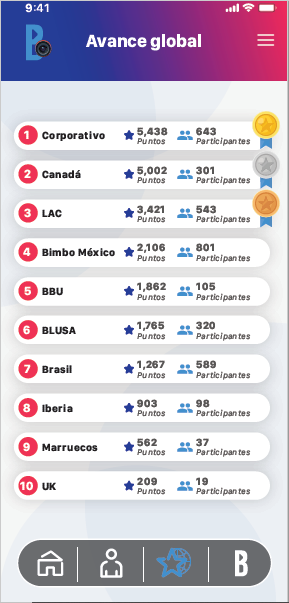 9:41
B
Avance global
1 Corporativo 5,438 643
Puntos Participantes
2 Canadá 5,002 301
Puntos Participantes
3 LAC 3,421 543
Puntos Participantes
4 Bimbo México 2,106 801
Puntos Participantes
5 BBU 1,862 105
Puntos Participantes
6 BLUSA 1,765 320
Puntos Participantes
7 Brasil 1,267 589
Puntos Participantes
8 Iberia 903 98
Puntos Participantes
9 Marruecos 562 37
Puntos Participantes
10 UK 209 19
Puntos Participantes
B